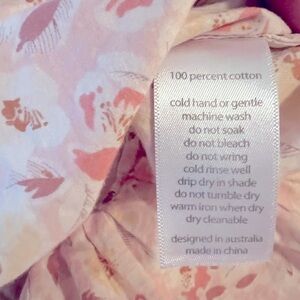 100 percent cotton
cold hand or gentle
machine wash
do not soak
do not bleach
do not wring
cold rinse well
drip dry in shade
do not tumble dry
warm iron when dry
dry cleanable
designed in australia
made in china